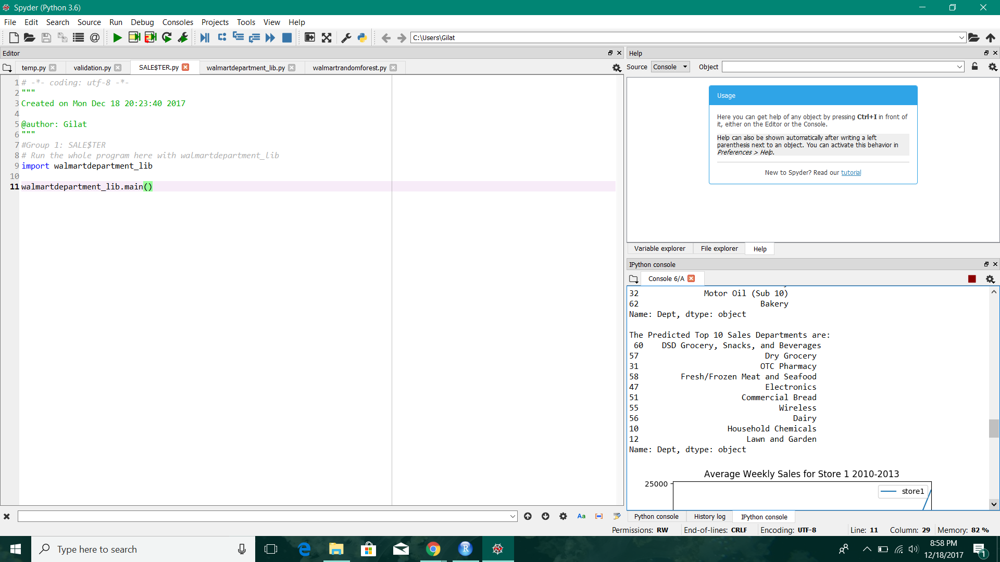 Spyder (Python 3.6)
File Edit Search Source Run Debug Consoles Projects Tools View Help
C:\Users\Gilat
Editor
temp.py validation.py SALE$TER.py walmartdepartment_lib.py walmartrandomforest.py
1 # -*- coding: utf-8 -*-
2 """
3 Created on Mon Dec 18 20:23:40 2017
4
5 @author: Gilat
6 """
7 #Group 1: SALE$TER
8 # Run the whole program here with walmartdepartment_lib
9 import walmartdepartment_lib
10
11 walmartdepartment_lib.main()
Aa
Help
Source Console Object
Usage
Here you can get help of any object by pressing Ctrl+I in front of
it, either on the Editor or the Console.
Help can also be shown automatically after writing a left
parenthesis next to an object. You can activate this behavior in
Preferences > Help.
New to Spyder? Read our tutorial
Variable explorer File explorer Help
IPython console
Console 6/A
32 Motor Oil (Sub 10)
62 Bakery
Name: Dept, dtype: object
The Predicted Top 10 Sales Departments are:
60 DSD Grocery, Snacks, and Beverages
57 Dry Grocery
31 OTC Pharmacy
58 Fresh/Frozen Meat and Seafood
47 Electronics
51 Commercial Bread
55 Wireless
56 Dairy
10 Household Chemicals
12 Lawn and Garden
Name: Dept, dtype: object
Average Weekly Sales for Store 1 2010-2013
25000
store1
Python console History log IPython console
Permissions: RW End-of-lines: CRLF Encoding: UTF-8 Line: 11 Column: 29 Memory: 82 %
Type here to search
R
8:58 PM
12/18/2017
1